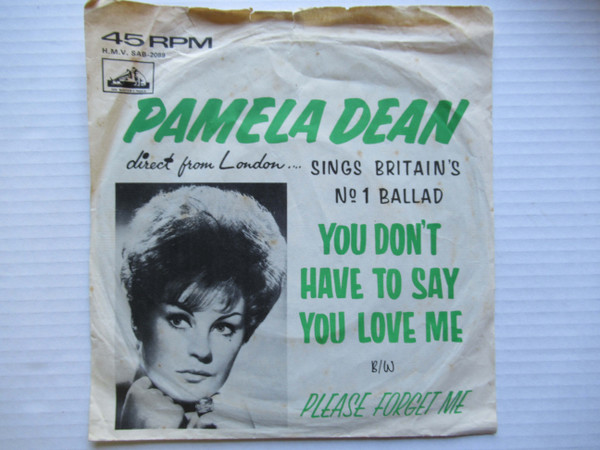 45 RPM
H.M.V. SAB-2089
PAMELA DEAN
direct from London....
SINGS BRITAIN'S
No 1 BALLAD
YOU DON'T
HAVE TO SAY
YOU LOVE ME
B/W
PLEASE FORGET ME